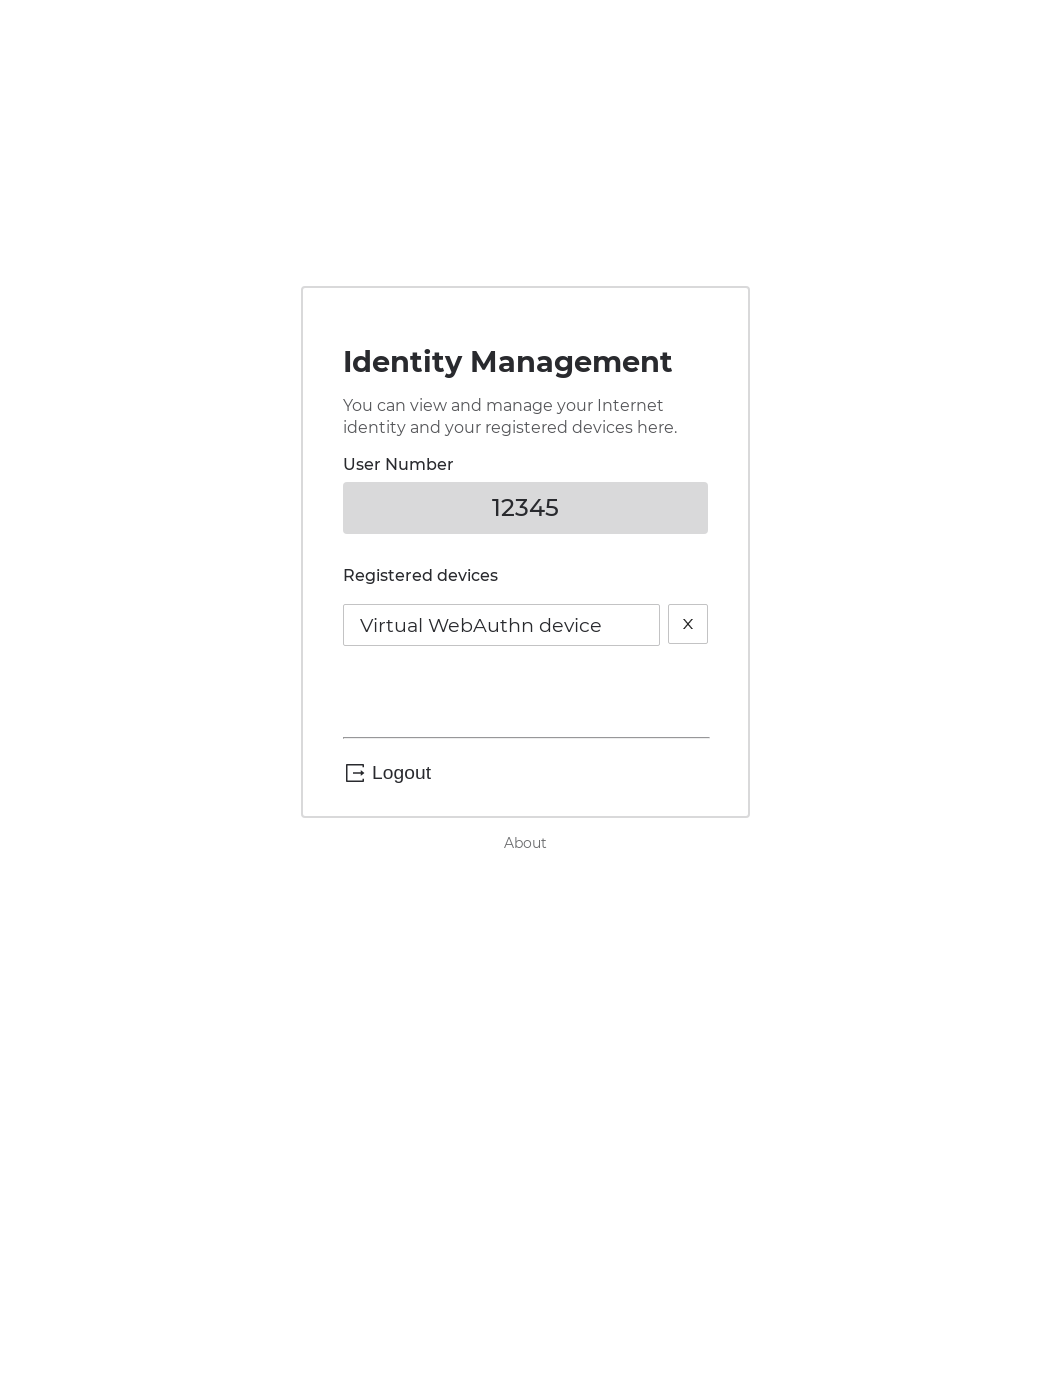 Identity Management
You can view and manage your Internet
identity and your registered devices here.
User Number
12345
Registered devices
Virtual WebAuthn device
X
Logout
About